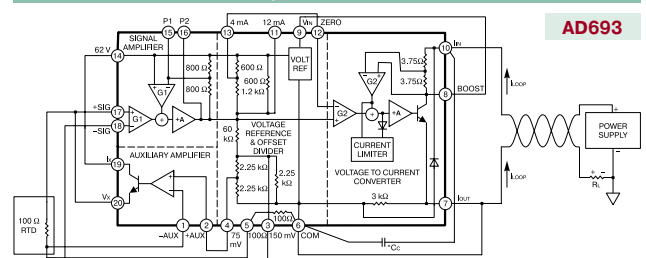 AD693
P1 P2 4 mA 12 mA VIN ZERO
15 16 13 11 9 12
SIGNAL
AMPLIFIER
62 V
14
800 Ω
800 Ω
600 Ω
600 Ω
1.2 kΩ
VOLT
REF
3.75Ω
3.75Ω
10
IIN
8
BOOST
ILOOP
G1
G2
+SIG
17
–SIG
18
G1
+
+A
G2
+
+A
60
kΩ
VOLTAGE
REFERENCE
& OFFSET
DIVIDER
CURRENT
LIMITER
POWER
SUPPLY
AUXILIARY AMPLIFIER
IX
19
VX
20
2.25 kΩ
2.25
kΩ
2.25
kΩ
VOLTAGE TO CURRENT
CONVERTER
3 kΩ
7
IOUT
ILOOP
RL
100 Ω
RTD
100Ω
1 2 4 5 3 6
–AUX +AUX 75
mV
100Ω 150 mV COM
*CC